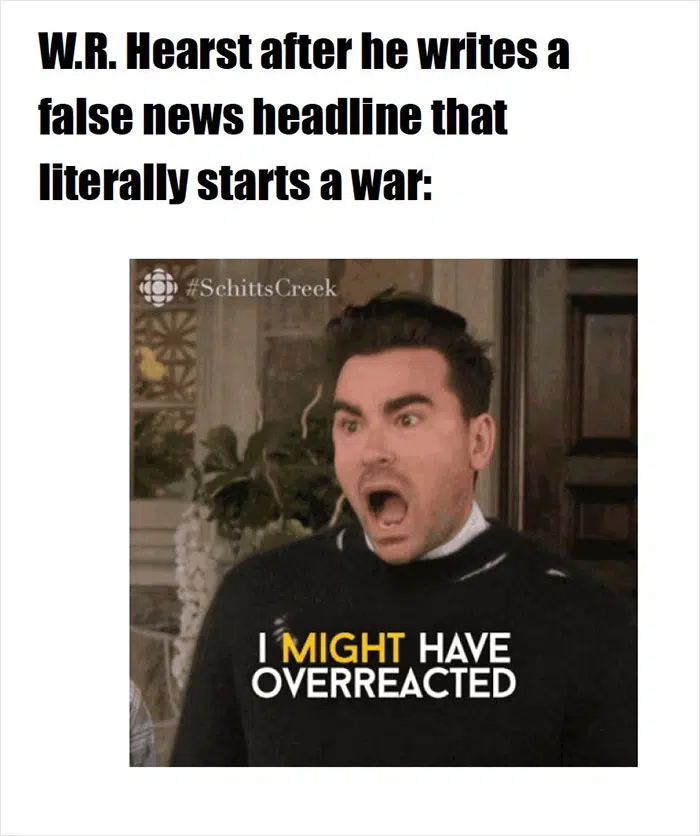 W.R. Hearst after he writes a
false news headline that
literally starts a war:
#SchittsCreek
I MIGHT HAVE
OVERREACTED